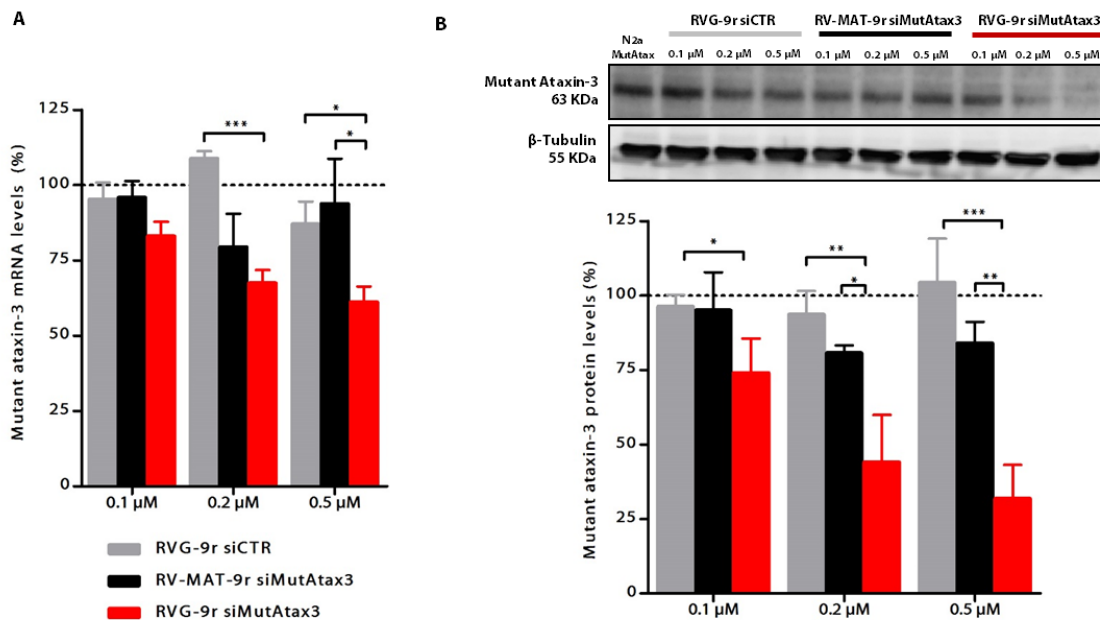 A
Mutant ataxin-3 mRNA levels (%)
125
100
75
50
25
0
***
*
*
0.1 µM 0.2 µM 0.5 µM
RVG-9r siCTR
RV-MAT-9r siMutAtax3
RVG-9r siMutAtax3
B
RVG-9r siCTR RV-MAT-9r siMutAtax3 RVG-9r siMutAtax3
N2a
MutAtax
0.1 µM 0.2 µM 0.5 µM 0.1 µM 0.2 µM 0.5 µM 0.1 µM 0.2 µM 0.5 µM
Mutant Ataxin-3
63 KDa
β-Tubulin
55 KDa
Mutant ataxin-3 protein levels (%)
125
100
75
50
25
0
*
**
*
***
**
0.1 µM 0.2 µM 0.5 µM